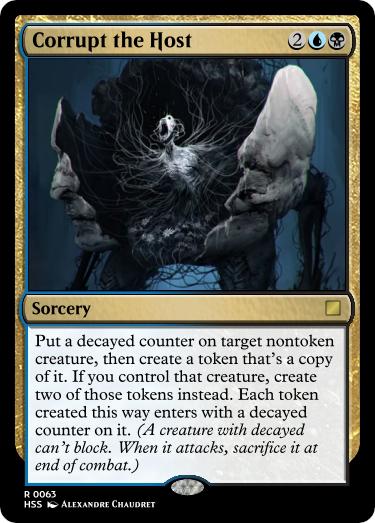 Corrupt the Host 2
Sorcery
Put a decayed counter on target nontoken
creature, then create a token that's a copy
of it. If you control that creature, create
two of those tokens instead. Each token
created this way enters with a decayed
counter on it. (A creature with decayed
can't block. When it attacks, sacrifice it at
end of combat.)
R 0063
HSS Alexandre Chaudret